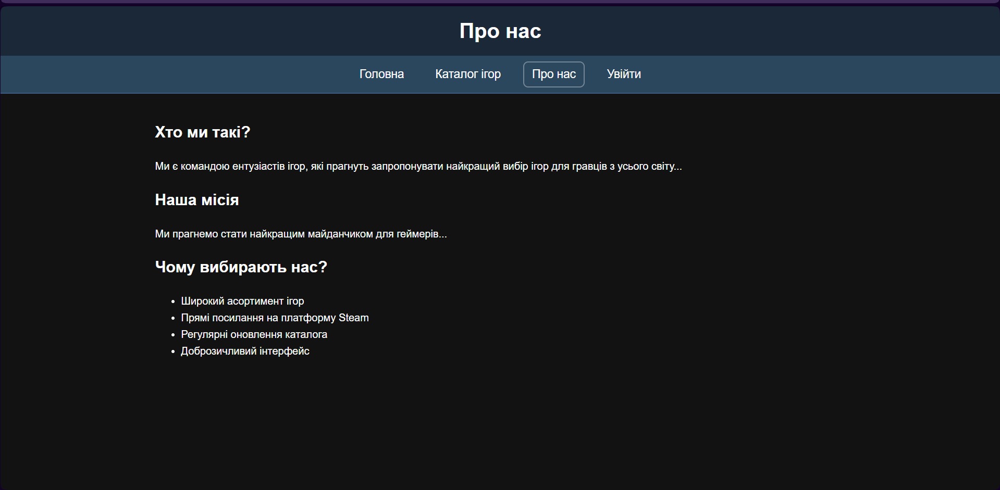 Про нас
Головна Каталог ігор Про нас Увійти
Хто ми такі?
Ми є командою ентузіастів ігор, які прагнуть запропонувати найкращий вибір ігор для гравців з усього світу...
Наша місія
Ми прагнемо стати найкращим майданчиком для геймерів...
Чому вибирають нас?
• Широкий асортимент ігор
• Прямі посилання на платформу Steam
• Регулярні оновлення каталога
• Доброзичливий інтерфейс